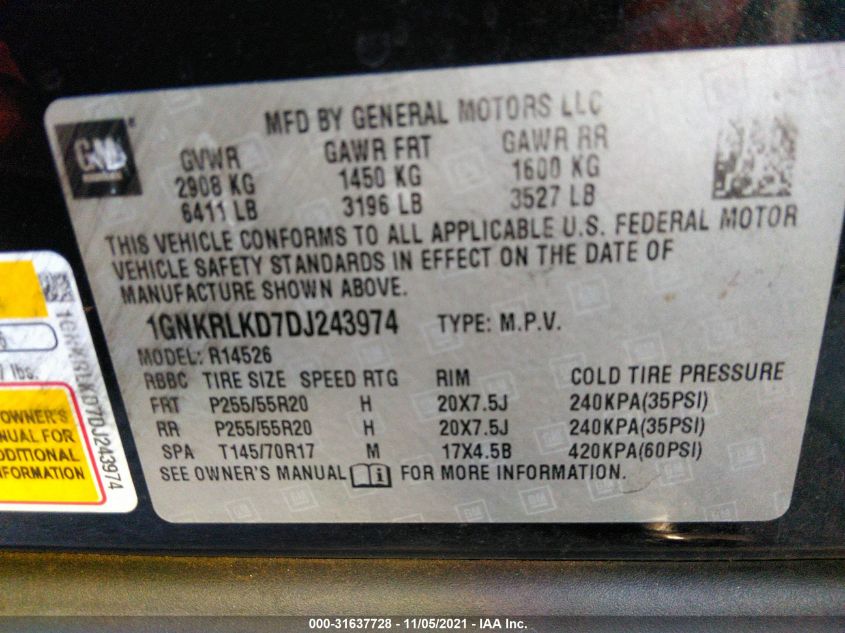 GM
MFD BY GENERAL MOTORS LLC
GVWR GAWR FRT GAWR RR
2908 KG 1450 KG 1600 KG
6411 LB 3196 LB 3527 LB
THIS VEHICLE CONFORMS TO ALL APPLICABLE U.S. FEDERAL MOTOR
VEHICLE SAFETY STANDARDS IN EFFECT ON THE DATE OF
MANUFACTURE SHOWN ABOVE.
1GNKRLKD7DJ243974 TYPE: M.P.V.
MODEL: R14526
RBBC TIRE SIZE SPEED RTG RIM COLD TIRE PRESSURE
FRT P255/55R20 H 20X7.5J 240KPA(35PSI)
RR P255/55R20 H 20X7.5J 240KPA(35PSI)
SPA T145/70R17 M 17X4.5B 420KPA(60PSI)
SEE OWNER'S MANUAL i FOR MORE INFORMATION.
lbs.
OWNER'S
MANUAL FOR
ADDITIONAL
INFORMATION
1GNKRLKD7DJ243974
000-31637728 - 11/05/2021 - IAA Inc.